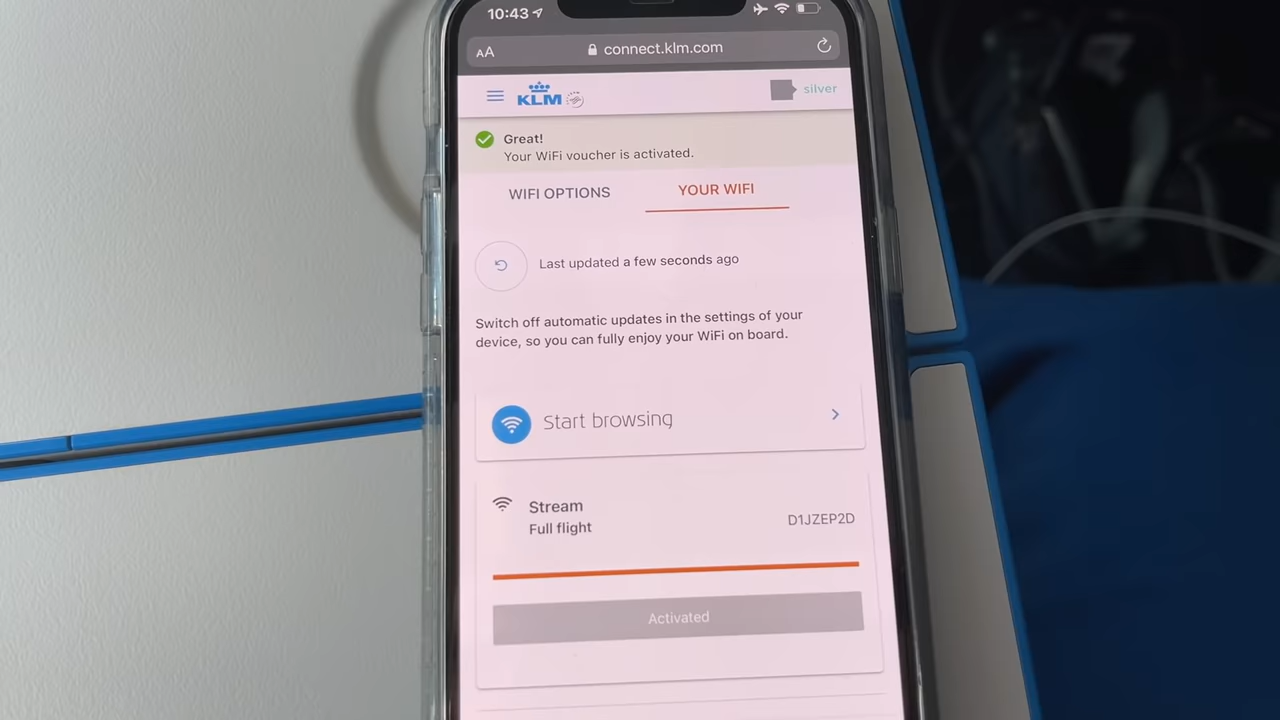 10:43
AA
connect.klm.com
KLM
silver
Great!
Your WiFi voucher is activated.
WIFI OPTIONS
YOUR WIFI
Last updated a few seconds ago
Switch off automatic updates in the settings of your
device, so you can fully enjoy your WiFi on board.
Start browsing
Stream
Full flight
D1JZEP2D
Activated